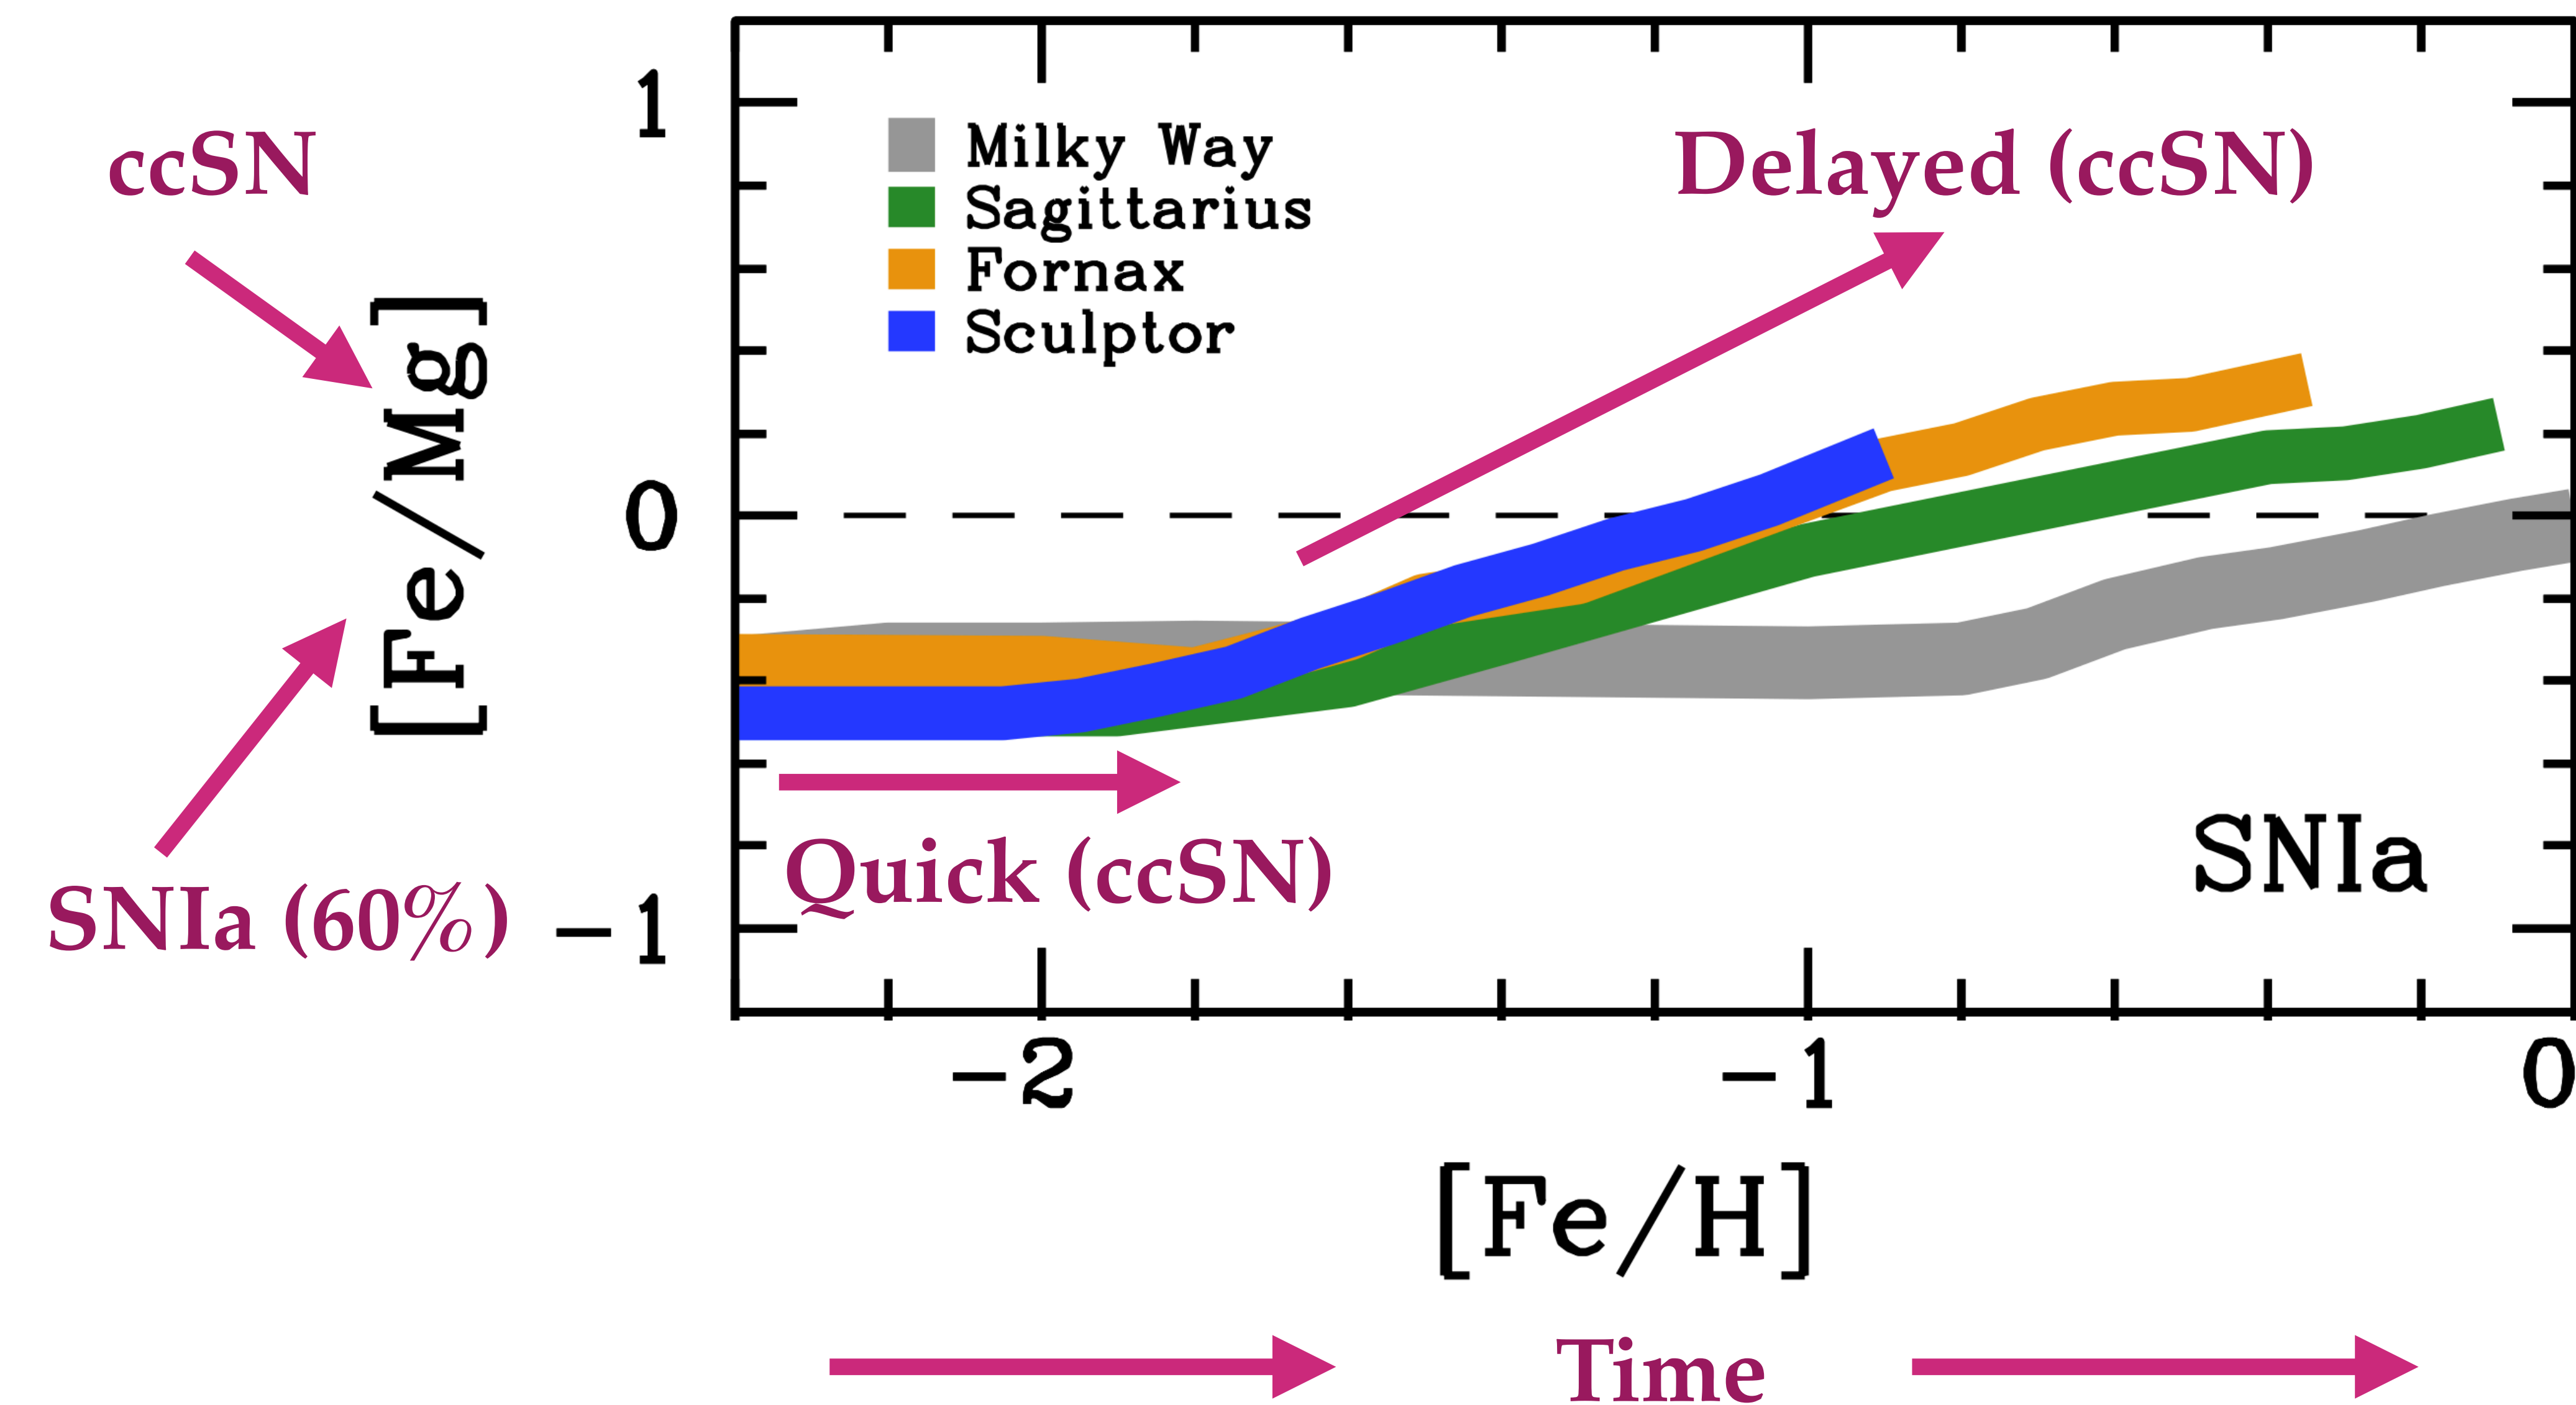 1
ccSN
Milky Way
Delayed (ccSN)
Sagittarius
Fornax
Sculptor
[Fe/Mg]
0
SNIa (60%)
−1
Quick (ccSN)
SNIa
−2
−1
0
[Fe/H]
Time